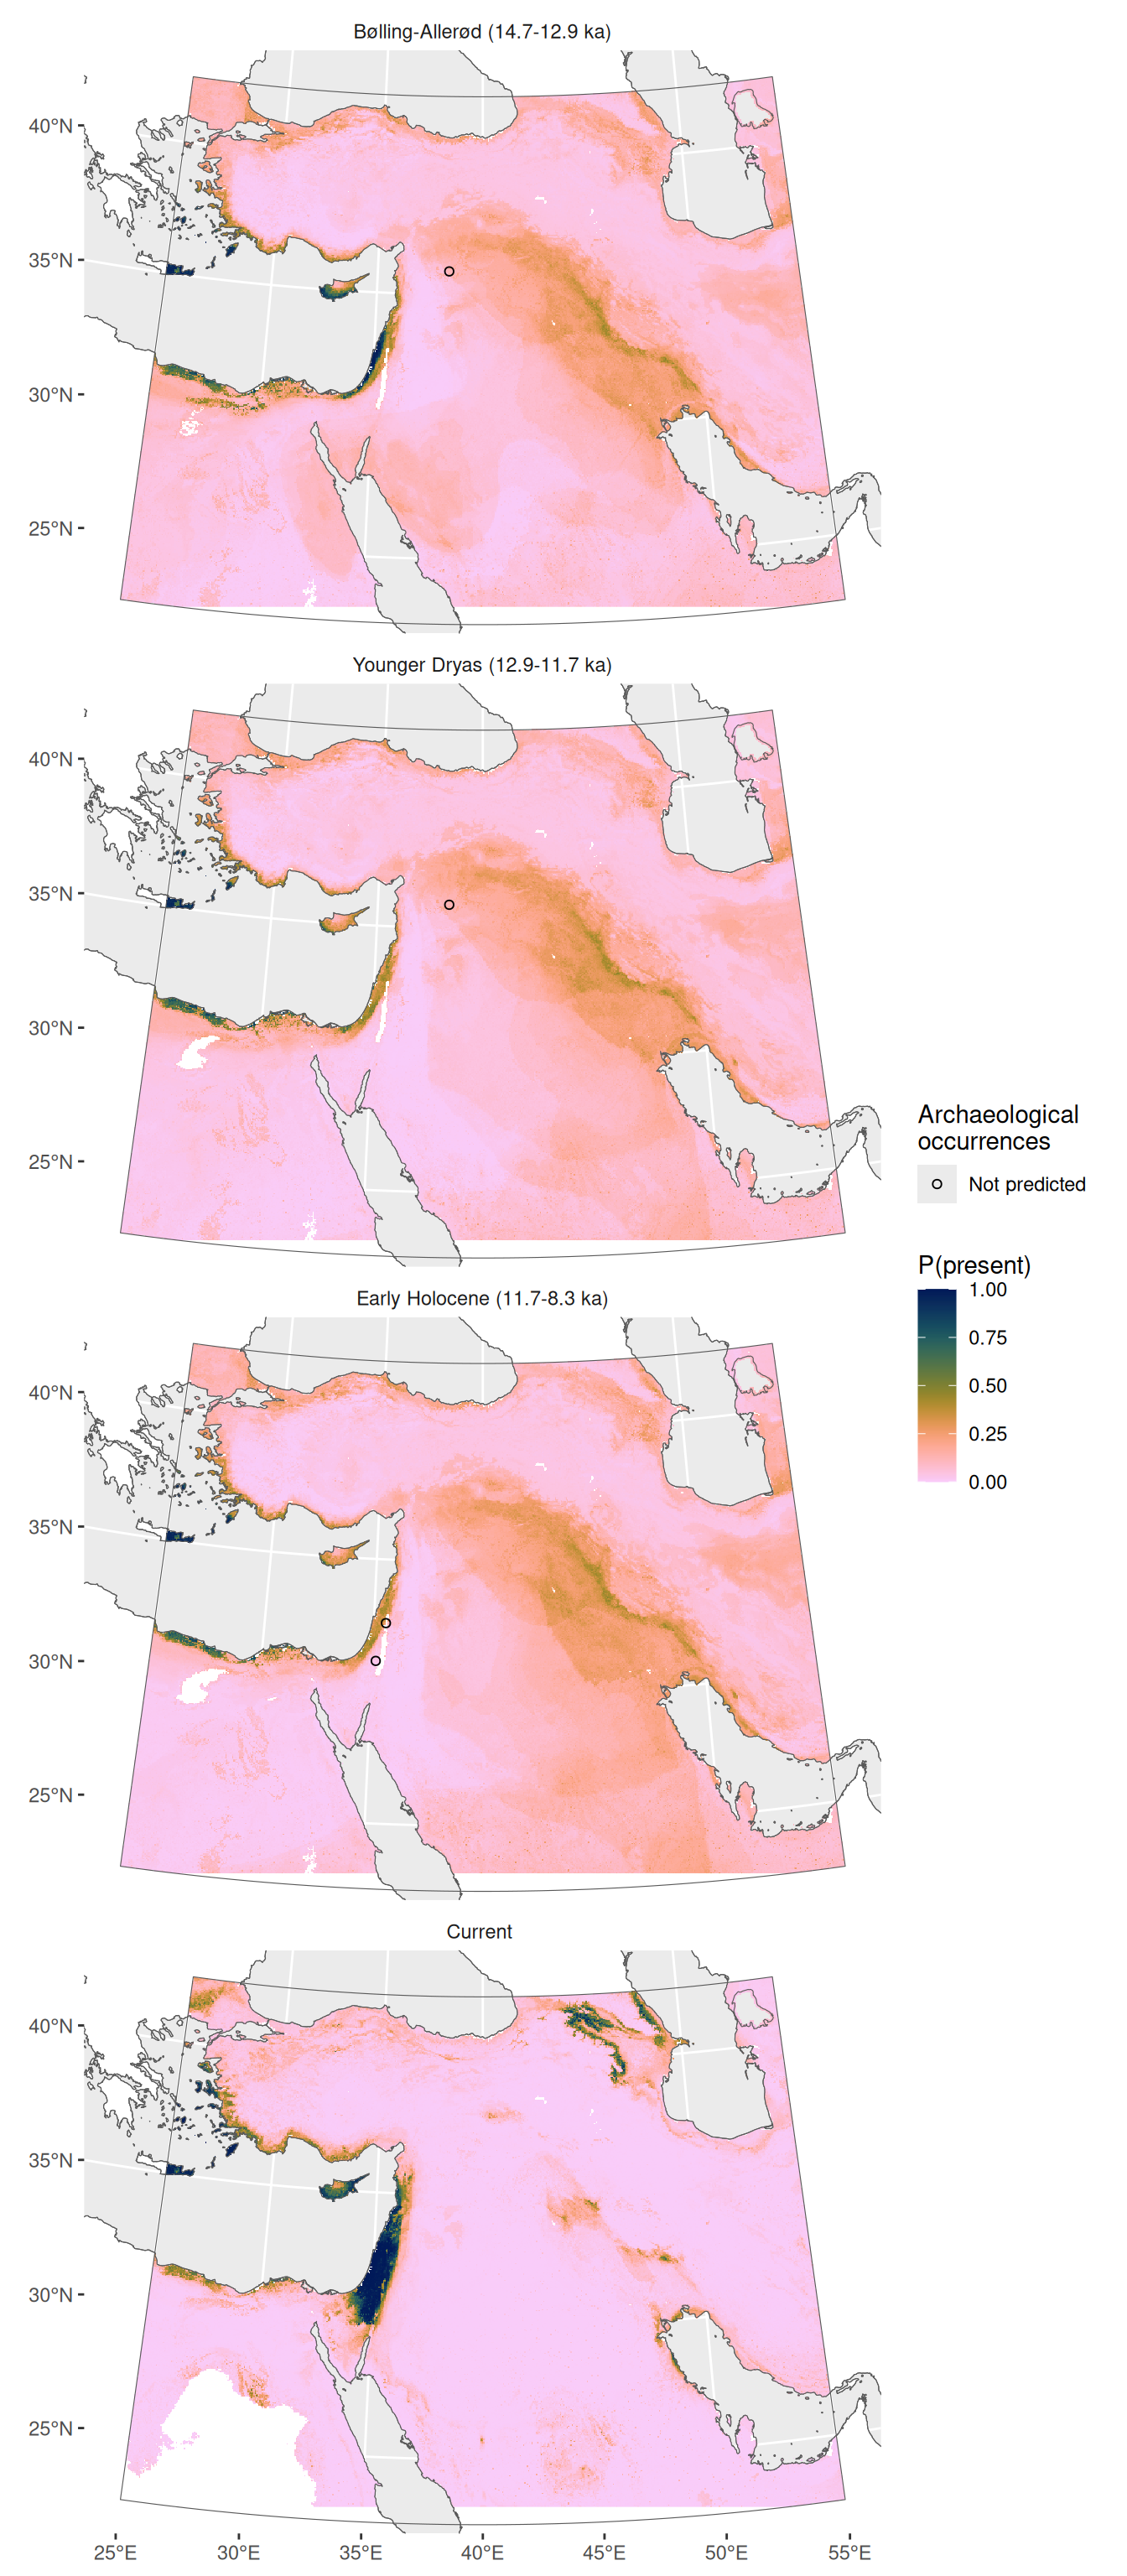 Bølling-Allerød (14.7-12.9 ka)
40°N
35°N
30°N
25°N
Younger Dryas (12.9-11.7 ka)
40°N
35°N
30°N
25°N
Archaeological
occurrences
Not predicted
P(present)
1.00
0.75
0.50
0.25
0.00
Early Holocene (11.7-8.3 ka)
40°N
35°N
30°N
25°N
Current
40°N
35°N
30°N
25°N
25°E 30°E 35°E 40°E 45°E 50°E 55°E